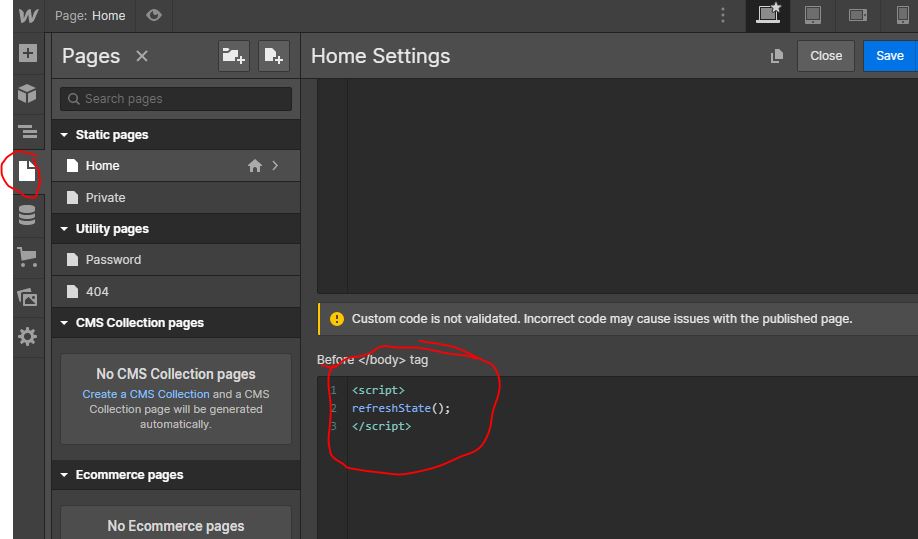 Page: Home
Pages
Home Settings
Close
Save
Search pages
Static pages
Home
Private
Utility pages
Password
404
CMS Collection pages
No CMS Collection pages
Create a CMS Collection and a CMS
Collection page will be generated
automatically.
Ecommerce pages
No Ecommerce pages
Custom code is not validated. Incorrect code may cause issues with the published page.
Before </body> tag
1 <script>
2 refreshState();
3 </script>